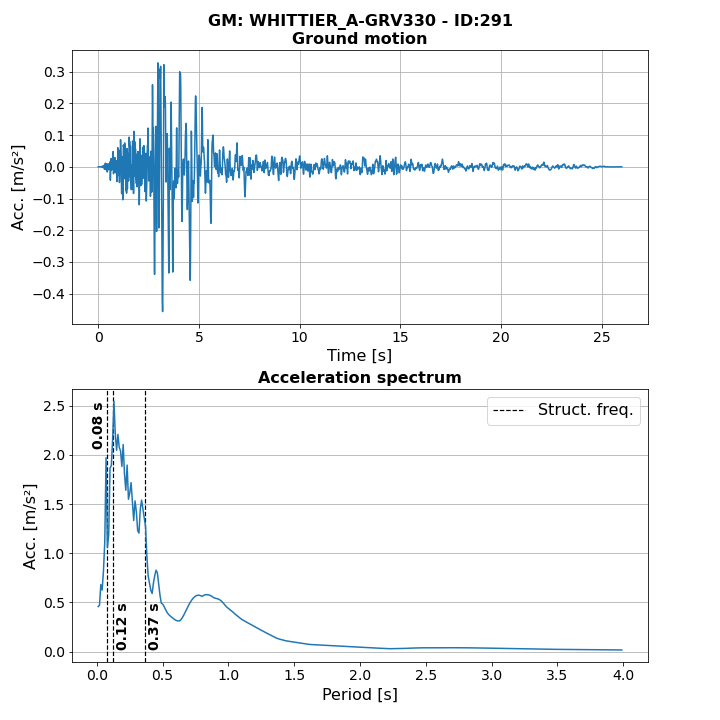 GM: WHITTIER_A-GRV330 - ID:291
Ground motion
0.3
0.2
0.1
0.0
−0.1
−0.2
−0.3
−0.4
Acc. [m/s²]
0 5 10 15 20 25
Time [s]
Acceleration spectrum
2.5
2.0
1.5
1.0
0.5
0.0
Acc. [m/s²]
Struct. freq.
0.08 s
0.12 s
0.37 s
0.0 0.5 1.0 1.5 2.0 2.5 3.0 3.5 4.0
Period [s]